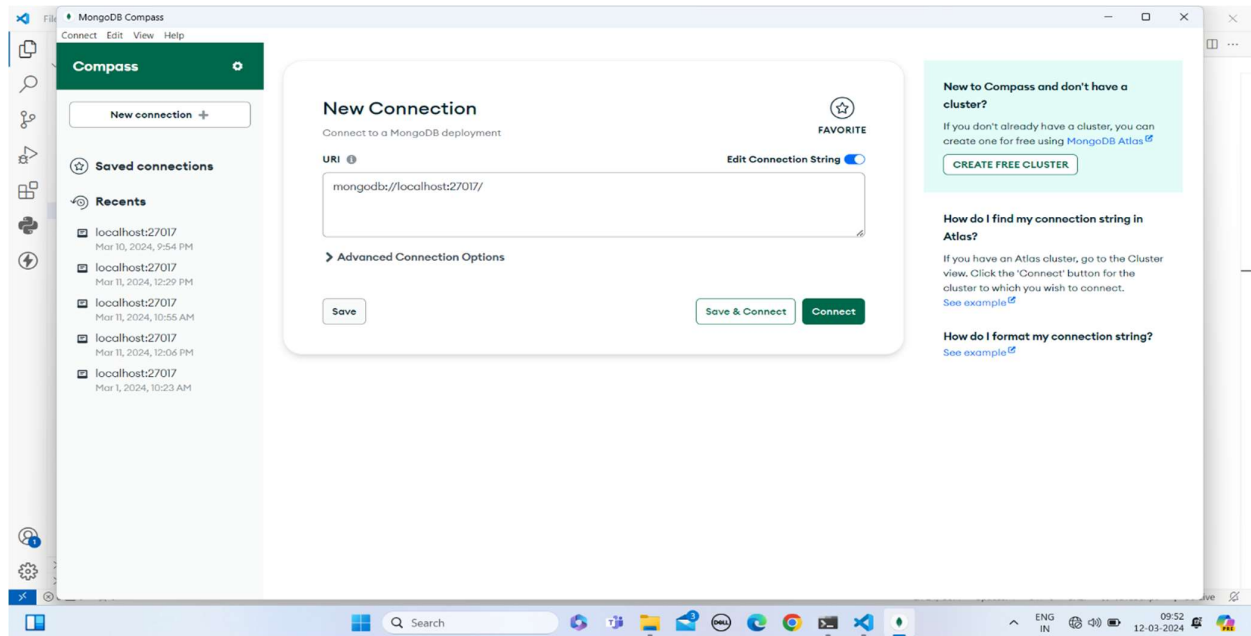 File
MongoDB Compass
Connect Edit View Help
Compass
New connection +
Saved connections
Recents
localhost:27017
Mar 10, 2024, 9:54 PM
localhost:27017
Mar 11, 2024, 12:29 PM
localhost:27017
Mar 11, 2024, 10:55 AM
localhost:27017
Mar 11, 2024, 12:06 PM
localhost:27017
Mar 1, 2024, 10:23 AM
New Connection
Connect to a MongoDB deployment
FAVORITE
URI
Edit Connection String
mongodb://localhost:27017/
Advanced Connection Options
Save
Save & Connect
Connect
New to Compass and don't have a
cluster?
If you don't already have a cluster, you can
create one for free using MongoDB Atlas
CREATE FREE CLUSTER
How do I find my connection string in
Atlas?
If you have an Atlas cluster, go to the Cluster
view. Click the 'Connect' button for the
cluster to which you wish to connect.
See example
How do I format my connection string?
See example
1
Search
3
DELL
ENG
IN
09:52
12-03-2024
PRE